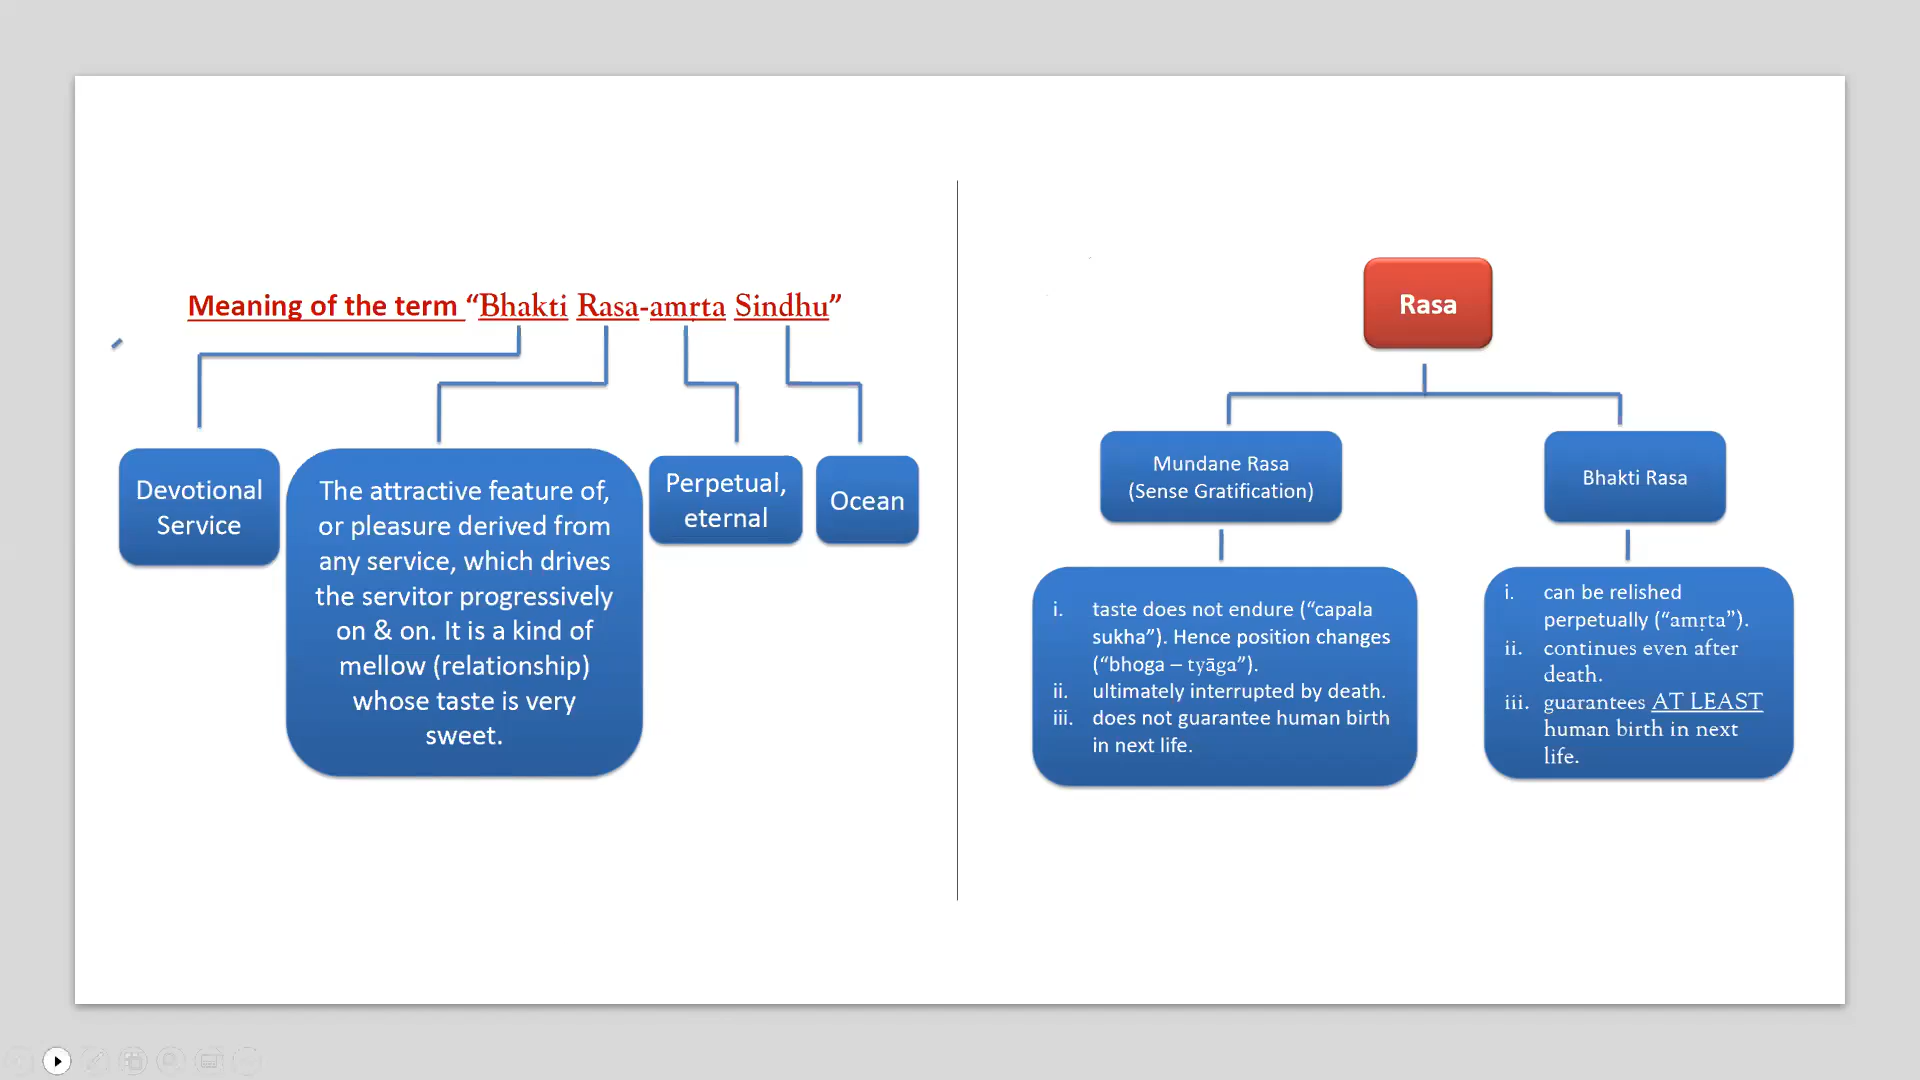 Meaning of the term “Bhakti Rasa-amṛta Sindhu”
Devotional
Service
The attractive feature of,
or pleasure derived from
any service, which drives
the servitor progressively
on & on. It is a kind of
mellow (relationship)
whose taste is very
sweet.
Perpetual,
eternal
Ocean
Rasa
Mundane Rasa
(Sense Gratification)
Bhakti Rasa
i. taste does not endure (“capala
sukha”). Hence position changes
(“bhoga – tyāga”).
ii. ultimately interrupted by death.
iii. does not guarantee human birth
in next life.
i. can be relished
perpetually (“amṛta”).
ii. continues even after
death.
iii. guarantees AT LEAST
human birth in next
life.